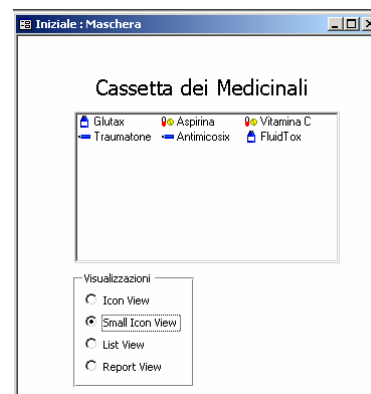 Iniziale : Maschera
Cassetta dei Medicinali
Glutax Aspirina Vitamina C
Traumatone Antimicosix FluidTox
Visualizzazioni
Icon View
Small Icon View
List View
Report View